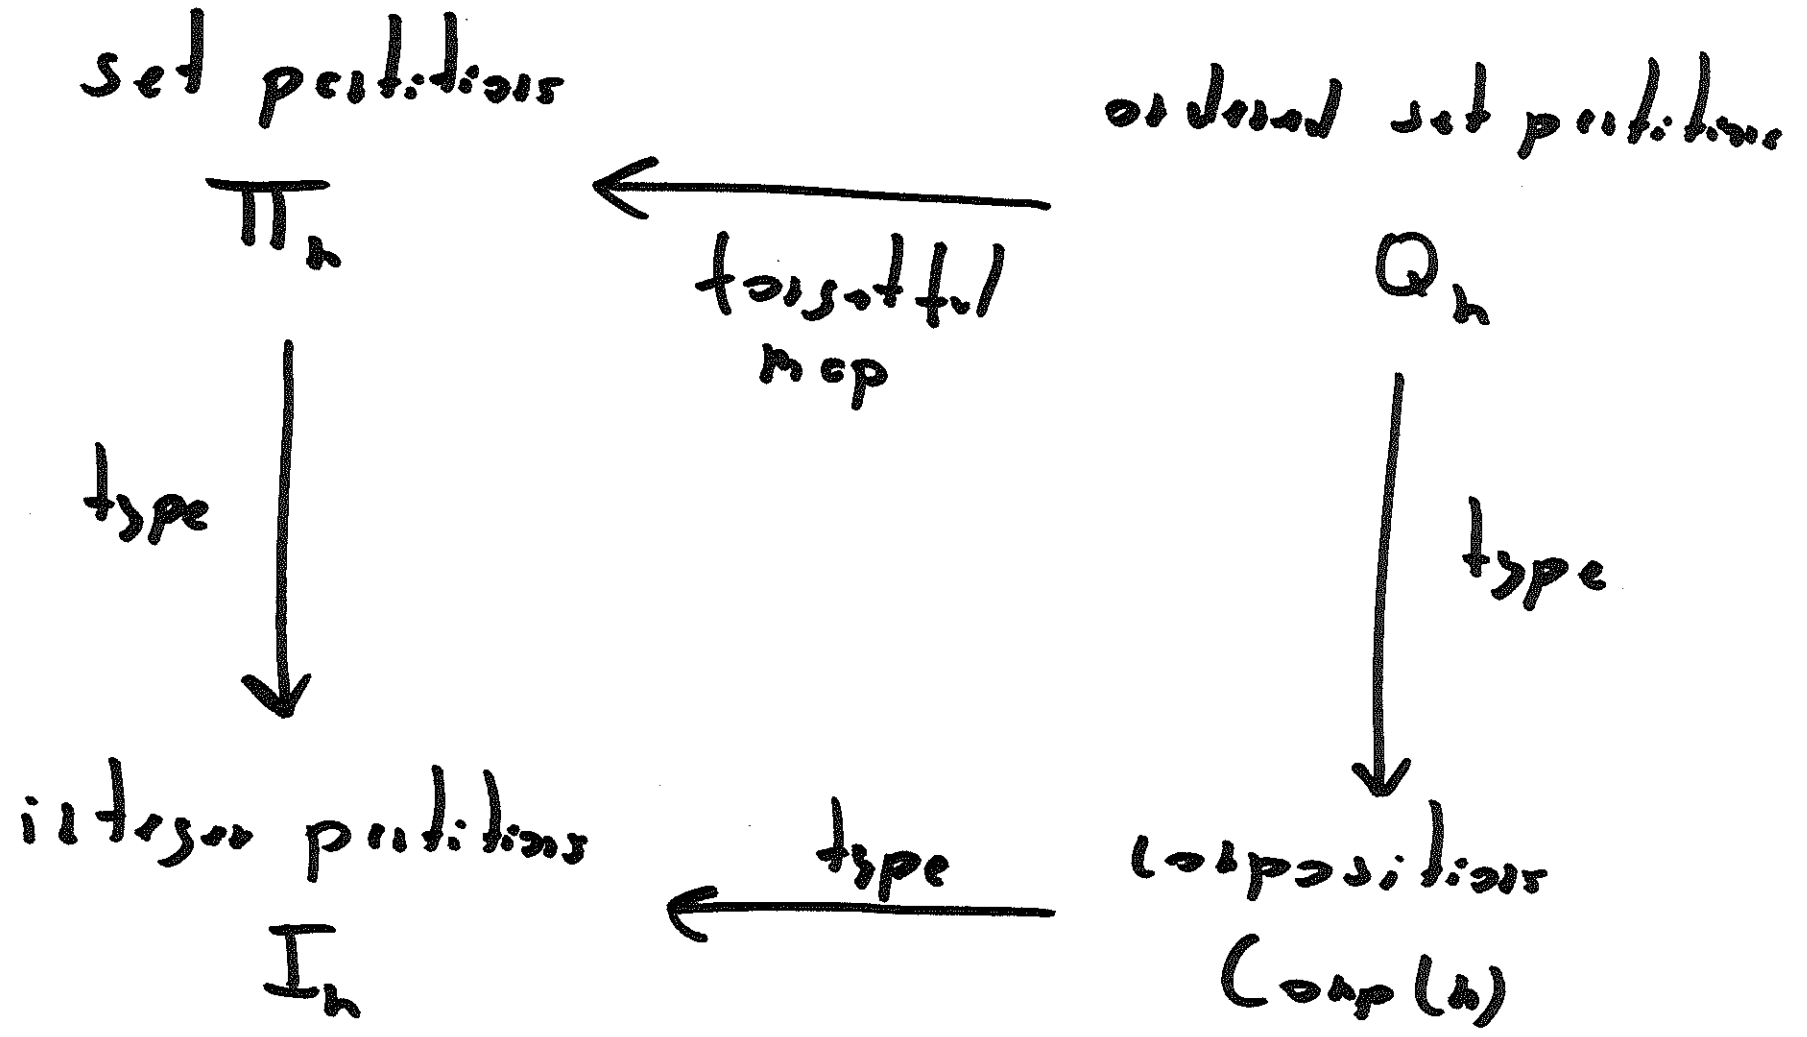 set partitions
ordered set partitions
Π_n
Q_n
forgetful
map
type
type
integer partitions
type
compositions
I_n
Comp(n)